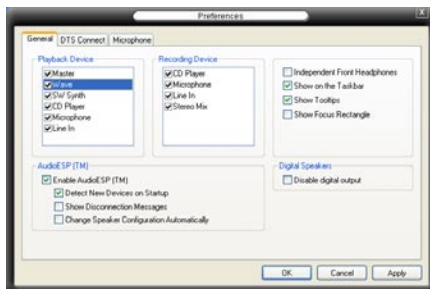 Preferences
X
General DTS Connect Microphone
Playback Device
Master
Wave
SW Synth
CD Player
Microphone
Line In
Recording Device
CD Player
Microphone
Line In
Stereo Mix
Independent Front Headphones
Show on the Taskbar
Show Tooltips
Show Focus Rectangle
AudioESP (TM)
Enable AudioESP (TM)
Detect New Devices on Startup
Show Disconnection Messages
Change Speaker Configuration Automatically
Digital Speakers
Disable digital output
OK Cancel Apply